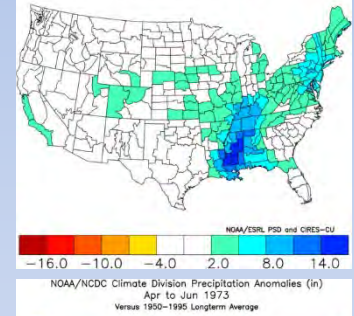 NOAA/ESRL PSD and CIRES-CU
-16.0 -10.0 -4.0 2.0 8.0 14.0
NOAA/NCDC Climate Division Precipitation Anomalies (in)
Apr to Jun 1973
Versus 1950-1995 Longterm Average